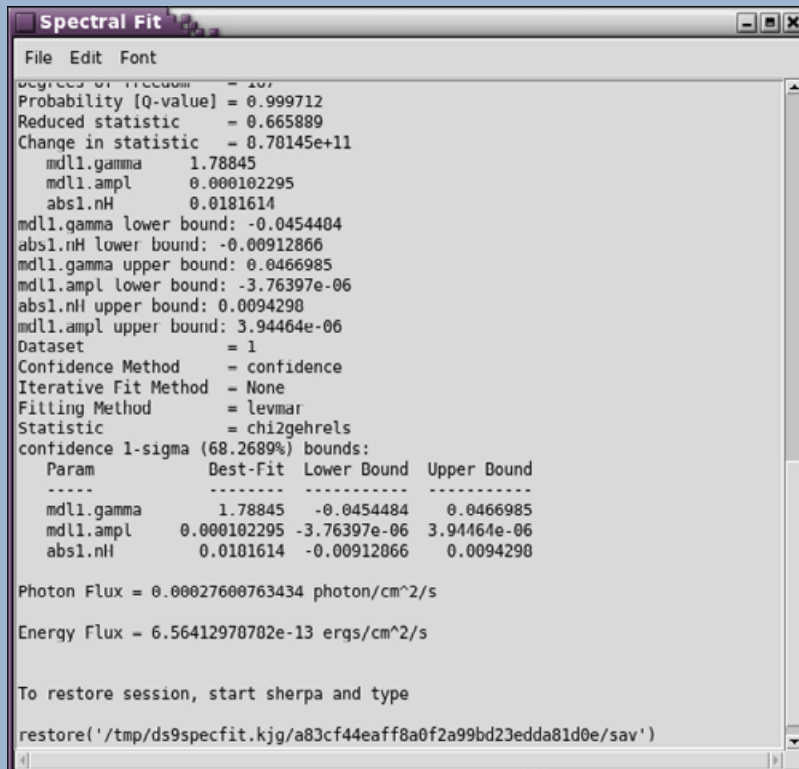 Spectral Fit
File Edit Font
Degrees of freedom = 167
Probability [Q-value] = 0.999712
Reduced statistic = 0.665889
Change in statistic = 8.78145e+11
mdl1.gamma 1.78845
mdl1.ampl 0.000102295
abs1.nH 0.0181614
mdl1.gamma lower bound: -0.0454484
abs1.nH lower bound: -0.00912866
mdl1.gamma upper bound: 0.0466985
mdl1.ampl lower bound: -3.76397e-06
abs1.nH upper bound: 0.0094298
mdl1.ampl upper bound: 3.94464e-06
Dataset = 1
Confidence Method = confidence
Iterative Fit Method = None
Fitting Method = levmar
Statistic = chi2gehrels
confidence 1-sigma (68.2689%) bounds:
Param Best-Fit Lower Bound Upper Bound
----- -------- ----------- -----------
mdl1.gamma 1.78845 -0.0454484 0.0466985
mdl1.ampl 0.000102295 -3.76397e-06 3.94464e-06
abs1.nH 0.0181614 -0.00912866 0.0094298
Photon Flux = 0.00027600763434 photon/cm^2/s
Energy Flux = 6.56412978782e-13 ergs/cm^2/s
To restore session, start sherpa and type
restore('/tmp/ds9specfit.kjg/a83cf44eaff8a0f2a99bd23edda81d0e/sav')